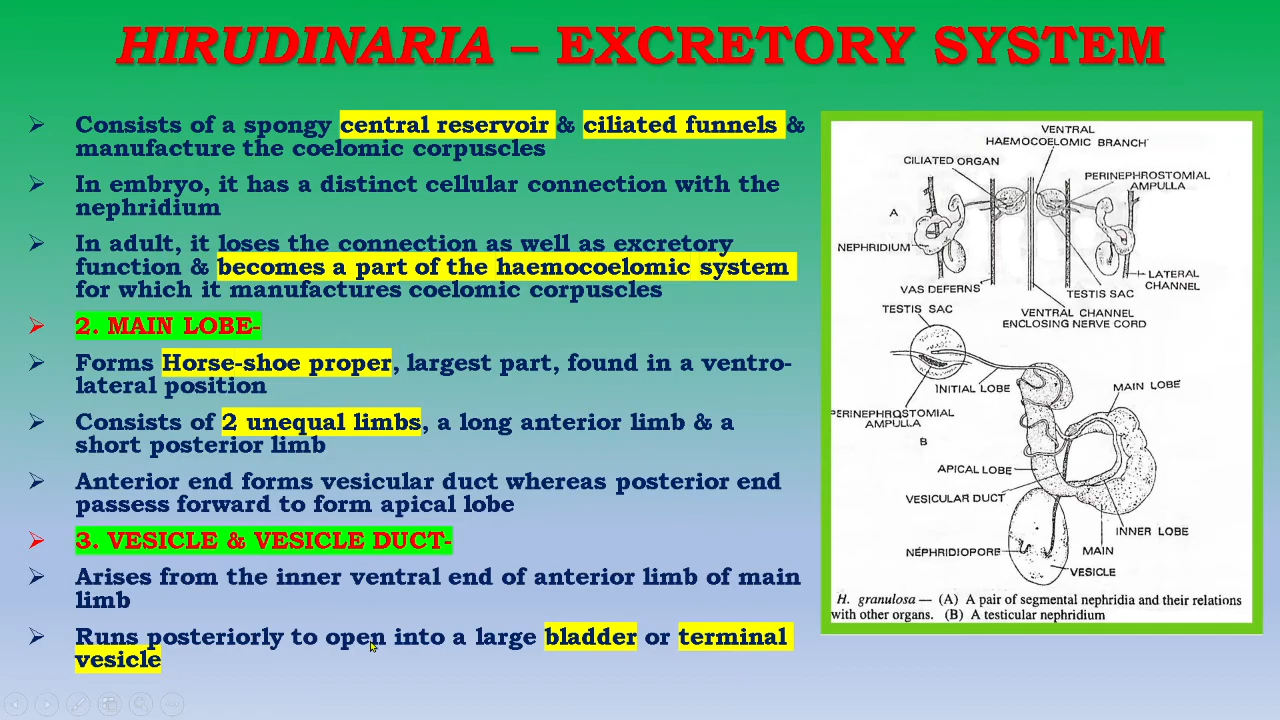 HIRUDINARIA – EXCRETORY SYSTEM
Consists of a spongy central reservoir & ciliated funnels &
manufacture the coelomic corpuscles
In embryo, it has a distinct cellular connection with the
nephridium
In adult, it loses the connection as well as excretory
function & becomes a part of the haemocoelomic system
for which it manufactures coelomic corpuscles
2. MAIN LOBE-
Forms Horse-shoe proper, largest part, found in a ventro-
lateral position
Consists of 2 unequal limbs, a long anterior limb & a
short posterior limb
Anterior end forms vesicular duct whereas posterior end
passess forward to form apical lobe
3. VESICLE & VESICLE DUCT-
Arises from the inner ventral end of anterior limb of main
limb
Runs posteriorly to open into a large bladder or terminal
vesicle
VENTRAL
HAEMOCOELOMIC BRANCH
CILIATED ORGAN
PERINEPHROSTOMIAL
AMPULLA
A
NEPHRIDIUM
LATERAL
CHANNEL
VAS DEFERNS
TESTIS SAC
TESTIS SAC
VENTRAL CHANNEL
ENCLOSING NERVE CORD
INITIAL LOBE
MAIN LOBE
PERINEPHROSTOMIAL
AMPULLA
B
APICAL LOBE
VESICULAR DUCT
INNER LOBE
NEPHRIDIOPORE
MAIN
VESICLE
H. granulosa — (A) A pair of segmental nephridia and their relations
with other organs. (B) A testicular nephridium